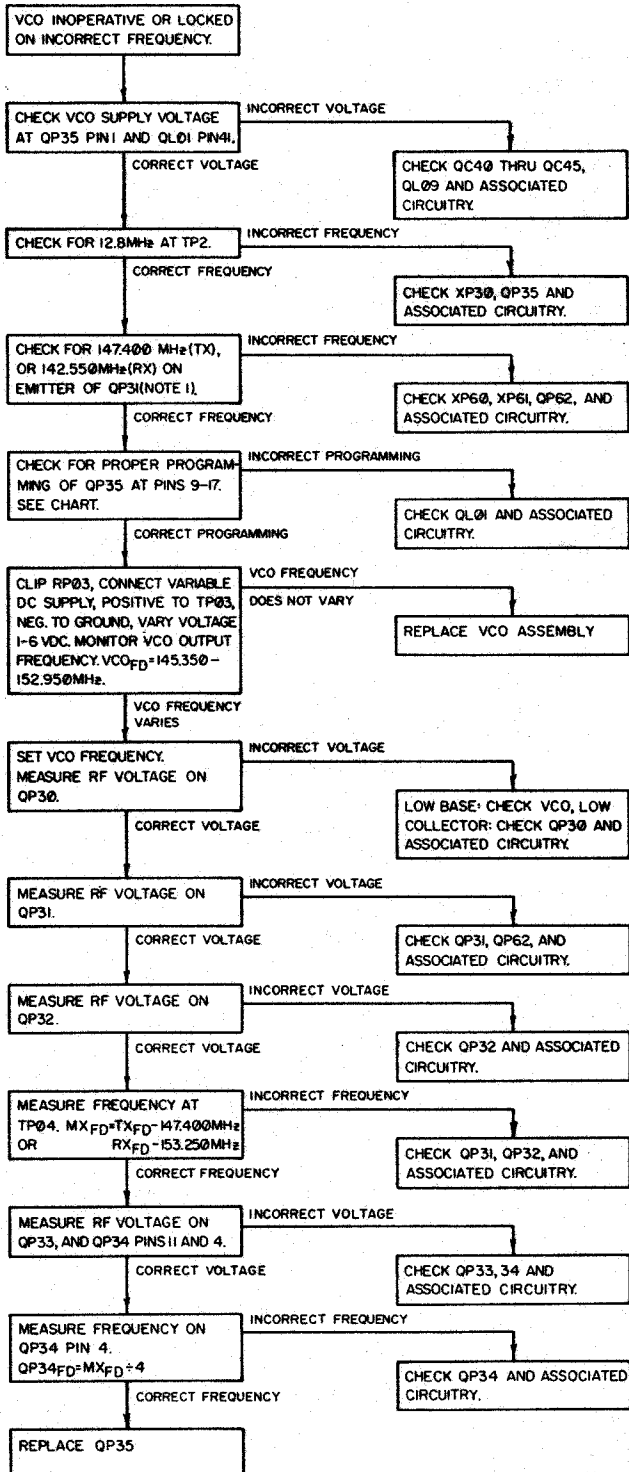 VCO INOPERATIVE OR LOCKED
ON INCORRECT FREQUENCY.
CHECK VCO SUPPLY VOLTAGE
AT QP35 PIN 1 AND QL01 PIN 41.
INCORRECT VOLTAGE
CORRECT VOLTAGE
CHECK QC40 THRU QC45,
QL09 AND ASSOCIATED
CIRCUITRY.
CHECK FOR 12.8MHz AT TP2.
INCORRECT FREQUENCY
CORRECT FREQUENCY
CHECK XP30, QP35 AND
ASSOCIATED CIRCUITRY.
CHECK FOR 147.400 MHz(TX),
OR 142.550MHz(RX) ON
EMITTER OF QP31(NOTE 1).
INCORRECT FREQUENCY
CORRECT FREQUENCY
CHECK XP60, XP61, QP62, AND
ASSOCIATED CIRCUITRY.
CHECK FOR PROPER PROGRAM-
MING OF QP35 AT PINS 9-17.
SEE CHART.
INCORRECT PROGRAMMING
CORRECT PROGRAMMING
CHECK QL01 AND ASSOCIATED
CIRCUITRY.
CLIP RP03, CONNECT VARIABLE
DC SUPPLY, POSITIVE TO TP03,
NEG. TO GROUND, VARY VOLTAGE
1-6 VDC. MONITOR VCO OUTPUT
FREQUENCY. VCOFD=145.350-
152.950MHz.
VCO FREQUENCY
DOES NOT VARY
VCO FREQUENCY
VARIES
REPLACE VCO ASSEMBLY
SET VCO FREQUENCY.
MEASURE RF VOLTAGE ON
QP30.
INCORRECT VOLTAGE
CORRECT VOLTAGE
LOW BASE: CHECK VCO, LOW
COLLECTOR: CHECK QP30 AND
ASSOCIATED CIRCUITRY.
MEASURE RF VOLTAGE ON
QP31.
INCORRECT VOLTAGE
CORRECT VOLTAGE
CHECK QP31, QP62, AND
ASSOCIATED CIRCUITRY.
MEASURE RF VOLTAGE ON
QP32.
INCORRECT VOLTAGE
CORRECT VOLTAGE
CHECK QP32 AND ASSOCIATED
CIRCUITRY.
MEASURE FREQUENCY AT
TP04. MXFD=TXFD-147.400MHz
OR RXFD-153.250MHz
INCORRECT FREQUENCY
CORRECT FREQUENCY
CHECK QP31, QP32, AND
ASSOCIATED CIRCUITRY.
MEASURE RF VOLTAGE ON
QP33, AND QP34 PINS 11 AND 4.
INCORRECT VOLTAGE
CORRECT VOLTAGE
CHECK QP33, 34 AND
ASSOCIATED CIRCUITRY.
MEASURE FREQUENCY ON
QP34 PIN 4.
QP34FD=MXFD÷4
INCORRECT FREQUENCY
CORRECT FREQUENCY
CHECK QP34 AND ASSOCIATED
CIRCUITRY.
REPLACE QP35